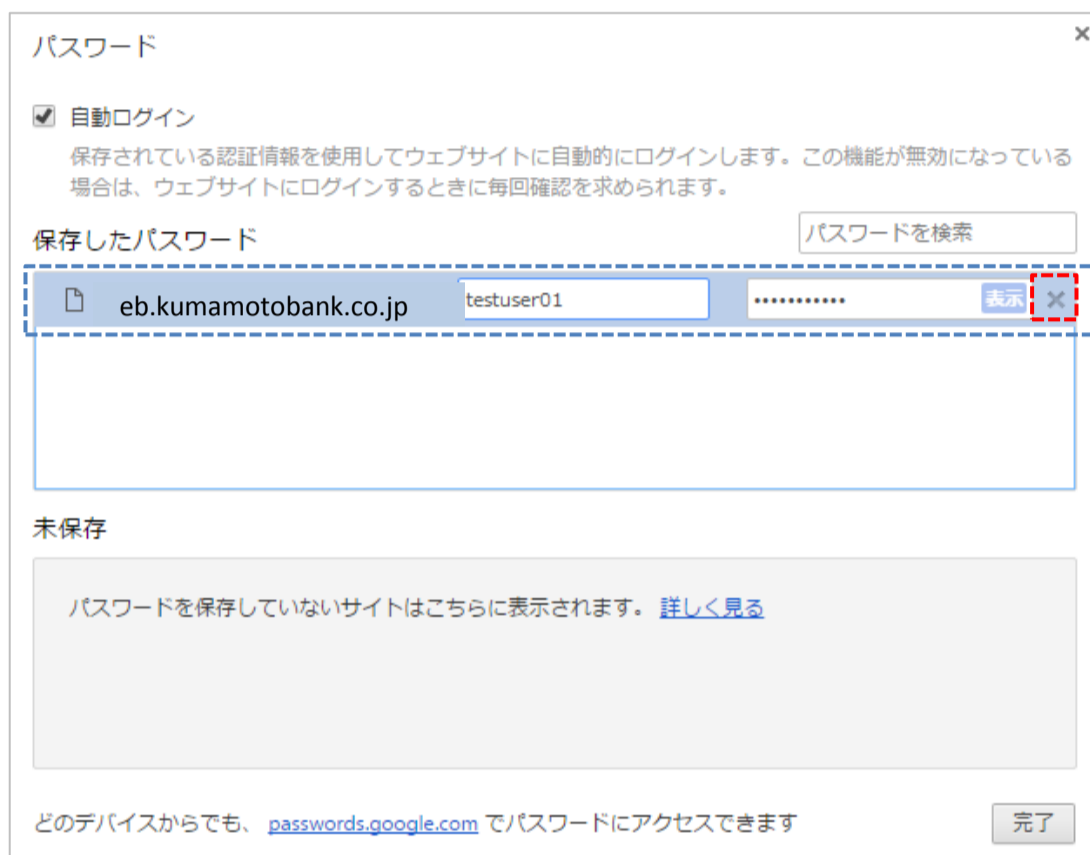 パスワード
自動ログイン
保存されている認証情報を使用してウェブサイトに自動的にログインします。この機能が無効になっている
場合は、ウェブサイトにログインするときに毎回確認を求められます。
保存したパスワード
パスワードを検索
eb.kumamotobank.co.jp testuser01 ••••••••••• 表示
未保存
パスワードを保存していないサイトはこちらに表示されます。 詳しく見る
どのデバイスからでも、 passwords.google.com でパスワードにアクセスできます
完了